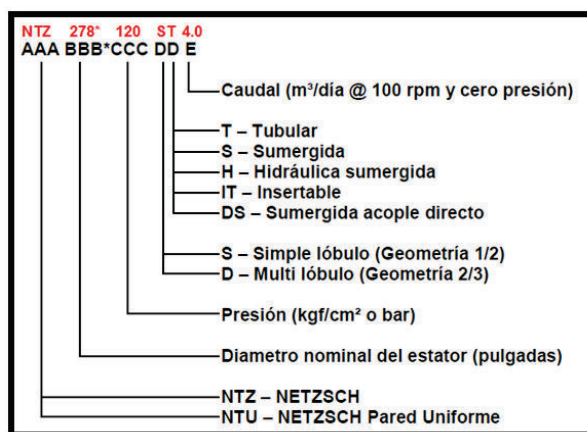 NTZ 278* 120 ST 4.0
AAA BBB*CCC DD E
Caudal (m³/día @ 100 rpm y cero presión)
T – Tubular
S – Sumergida
H – Hidráulica sumergida
IT – Insertable
DS – Sumergida acople directo
S – Simple lóbulo (Geometría 1/2)
D – Multi lóbulo (Geometría 2/3)
Presión (kgf/cm² o bar)
Diametro nominal del estator (pulgadas)
NTZ – NETZSCH
NTU – NETZSCH Pared Uniforme